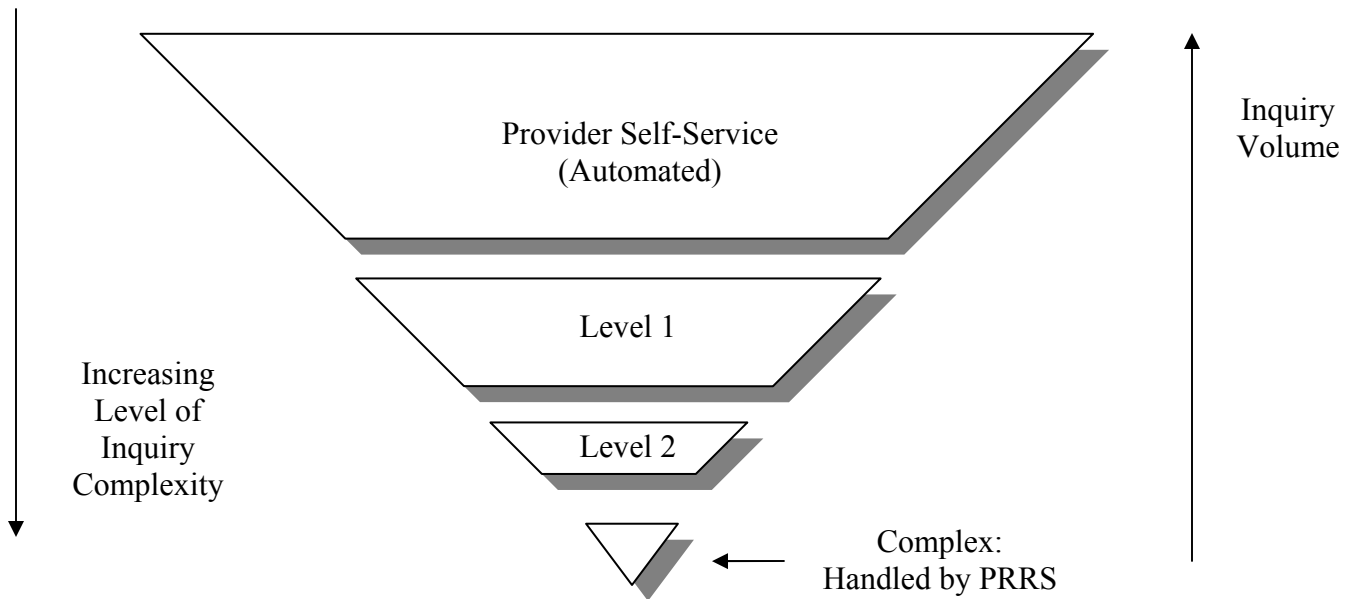 Provider Self-Service
(Automated)
Inquiry
Volume
Level 1
Increasing
Level of
Inquiry
Complexity
Level 2
Complex:
Handled by PRRS